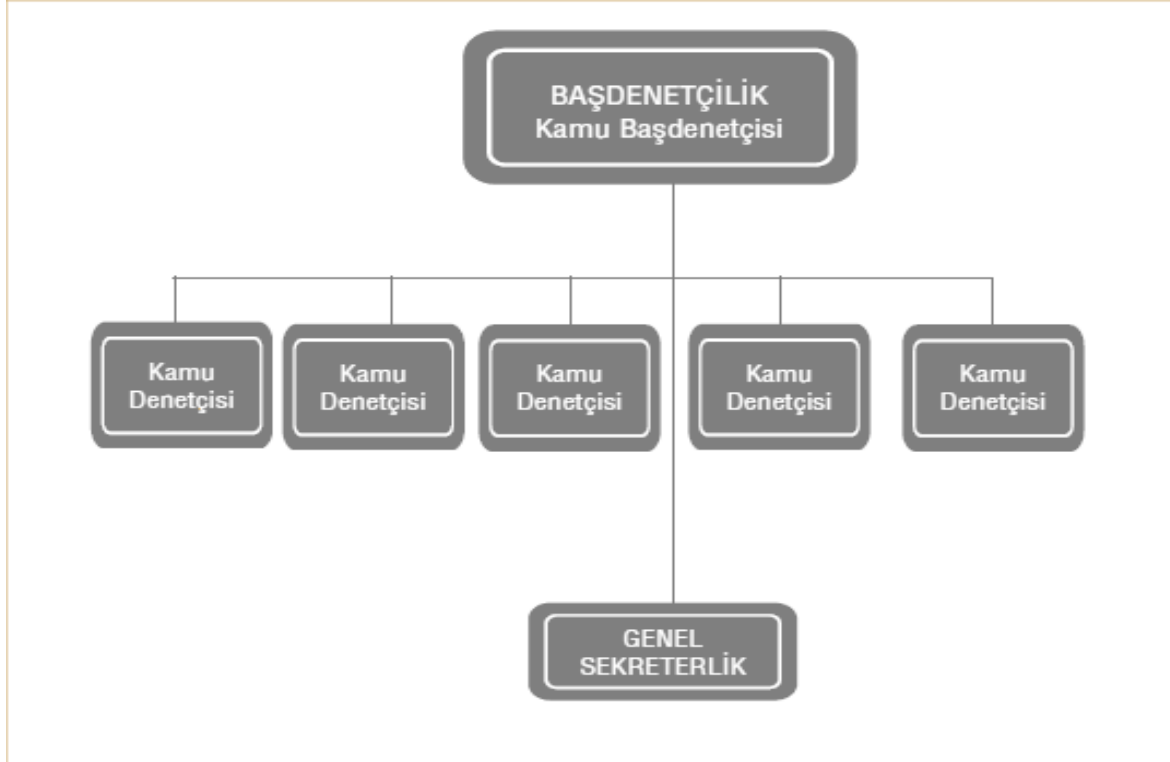 BAŞDENETÇİLİK
Kamu Başdenetçisi
Kamu
Denetçisi
Kamu
Denetçisi
Kamu
Denetçisi
Kamu
Denetçisi
Kamu
Denetçisi
GENEL
SEKRETERLİK